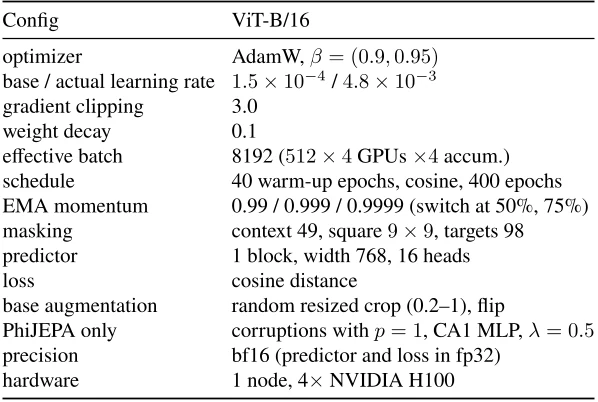 Config ViT-B/16
optimizer AdamW, β = (0.9, 0.95)
base / actual learning rate 1.5 × 10⁻⁴ / 4.8 × 10⁻³
gradient clipping 3.0
weight decay 0.1
effective batch 8192 (512 × 4 GPUs ×4 accum.)
schedule 40 warm-up epochs, cosine, 400 epochs
EMA momentum 0.99 / 0.999 / 0.9999 (switch at 50%, 75%)
masking context 49, square 9 × 9, targets 98
predictor 1 block, width 768, 16 heads
loss cosine distance
base augmentation random resized crop (0.2–1), flip
PhiJEPA only corruptions with p = 1, CA1 MLP, λ = 0.5
precision bf16 (predictor and loss in fp32)
hardware 1 node, 4× NVIDIA H100